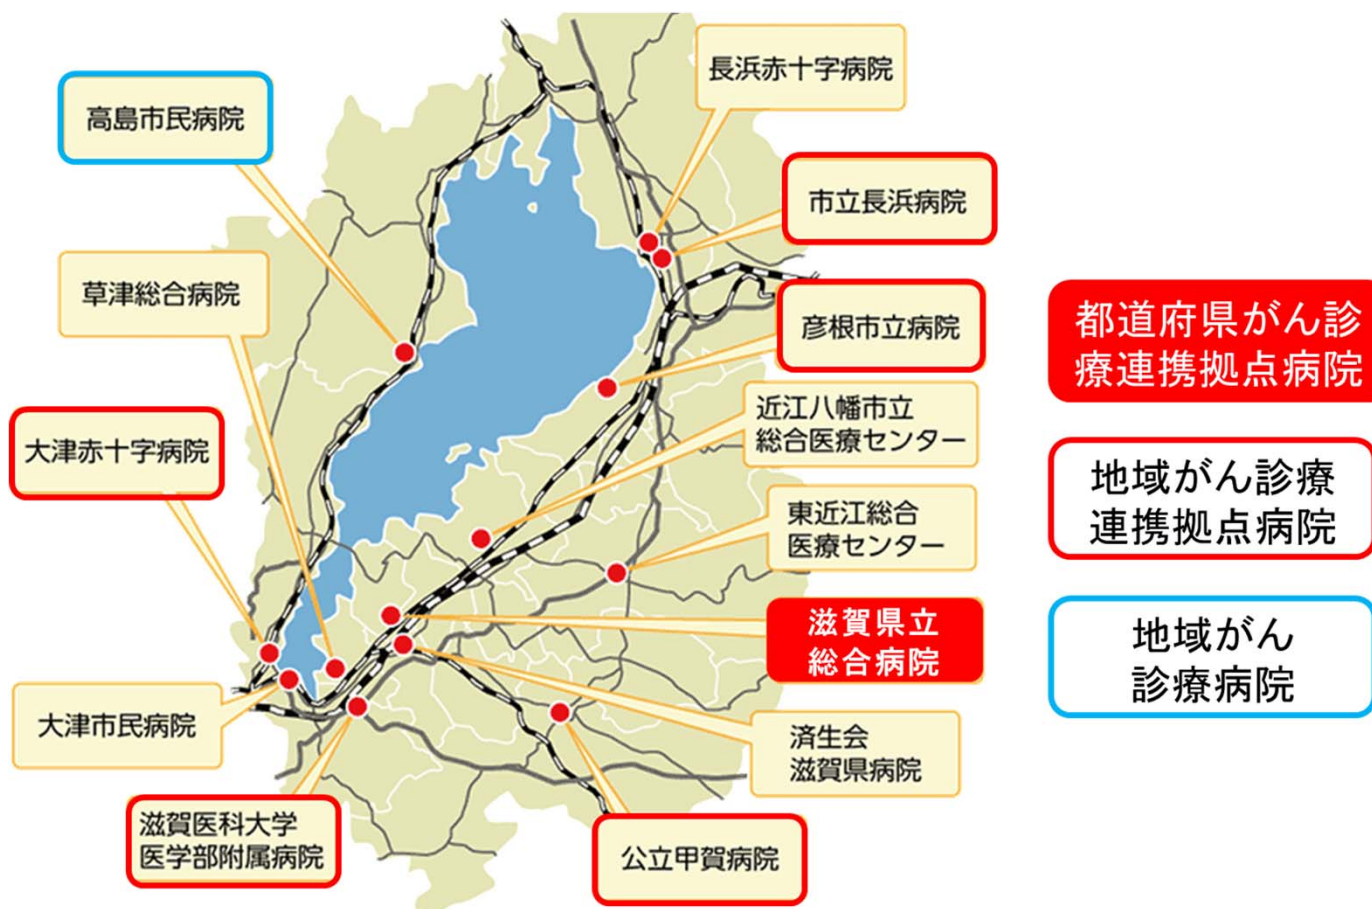 長浜赤十字病院
高島市民病院
市立長浜病院
草津総合病院
彦根市立病院
近江八幡市立
総合医療センター
大津赤十字病院
東近江総合
医療センター
滋賀県立
総合病院
大津市民病院
済生会
滋賀県病院
滋賀医科大学
医学部附属病院
公立甲賀病院
都道府県がん診
療連携拠点病院
地域がん診療
連携拠点病院
地域がん
診療病院